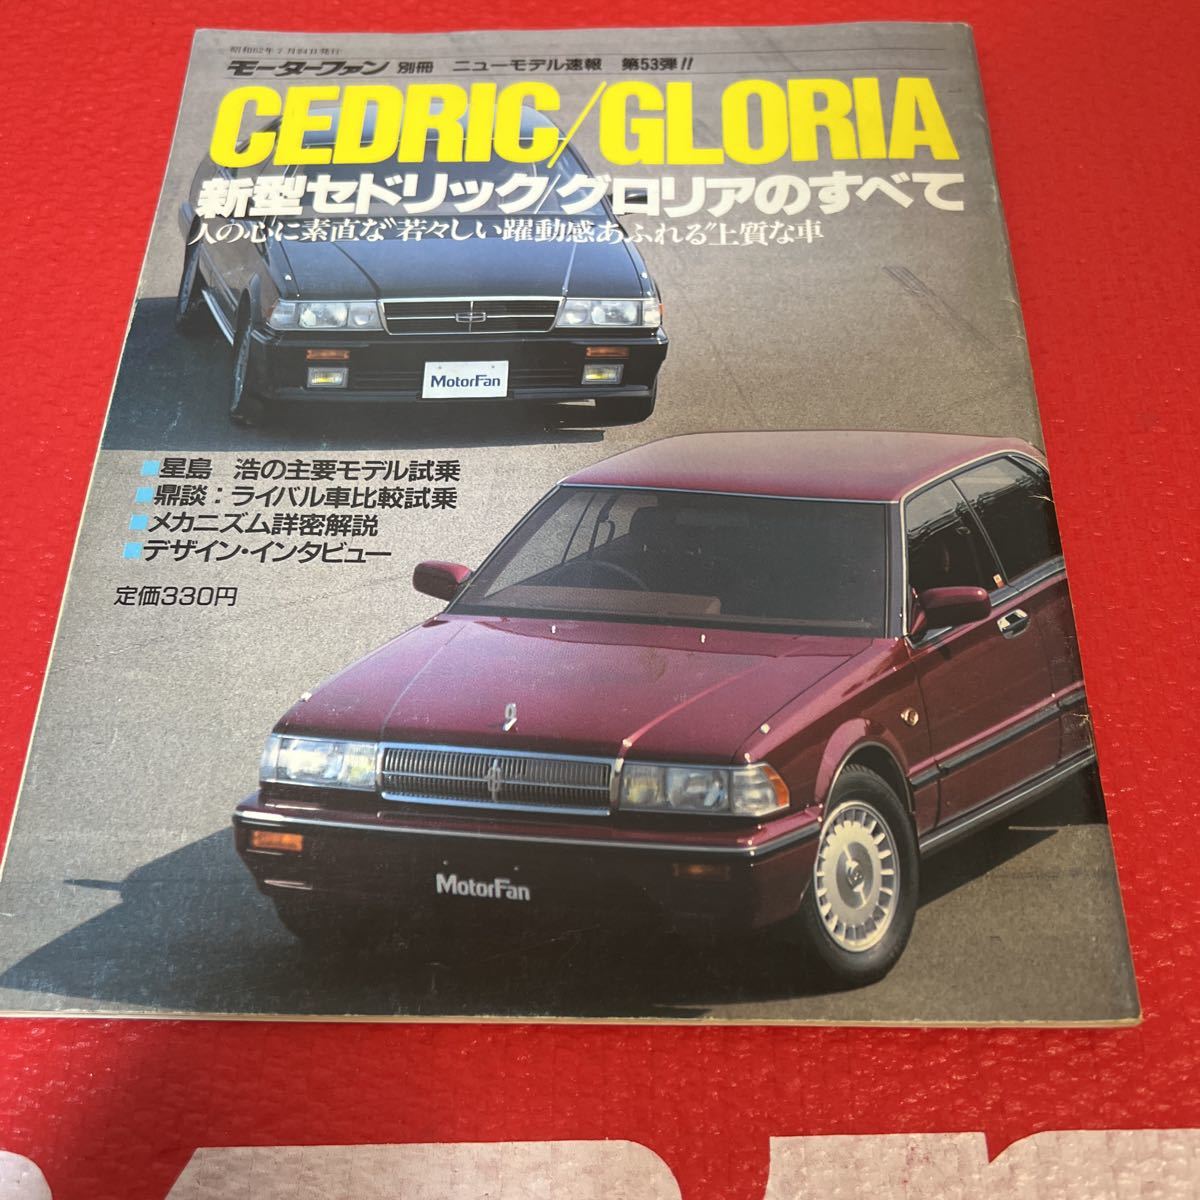 昭和62年7月24日発行
モーターファン 別冊 ニューモデル速報 第53弾!!
CEDRIC/GLORIA
新型セドリック/グロリアのすべて
人の心に素直な"若々しい躍動感あふれる"上質な車
MotorFan
■星島 浩の主要モデル試乗
■鼎談:ライバル車比較試乗
■メカニズム詳密解説
■デザイン・インタビュー
定価330円
MotorFan